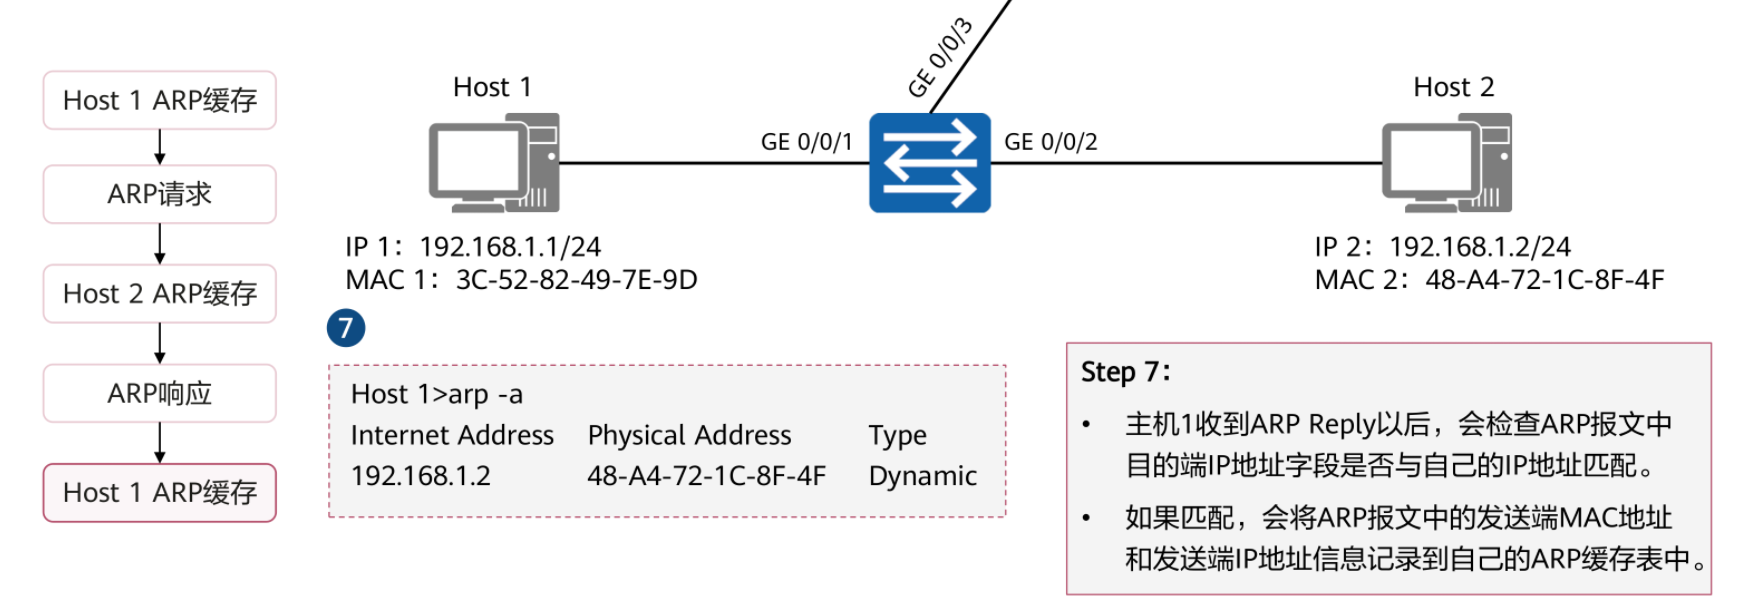 Host 1 ARP缓存
ARP请求
Host 2 ARP缓存
ARP响应
Host 1 ARP缓存
GE 0/0/3
Host 1
Host 2
GE 0/0/1
GE 0/0/2
IP 1：192.168.1.1/24
MAC 1：3C-52-82-49-7E-9D
IP 2：192.168.1.2/24
MAC 2：48-A4-72-1C-8F-4F
7
Host 1>arp -a
Internet Address Physical Address Type
192.168.1.2 48-A4-72-1C-8F-4F Dynamic
Step 7：
• 主机1收到ARP Reply以后，会检查ARP报文中
目的端IP地址字段是否与自己的IP地址匹配。
• 如果匹配，会将ARP报文中的发送端MAC地址
和发送端IP地址信息记录到自己的ARP缓存表中。